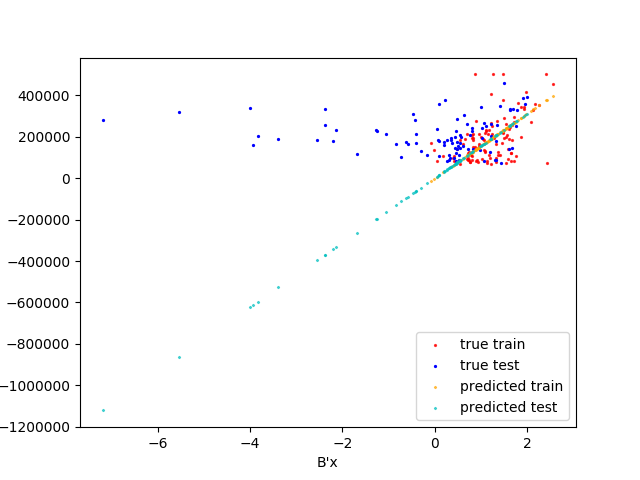 400000
200000
0
−200000
−400000
−600000
−800000
−1000000
−1200000
−6 −4 −2 0 2
B'x
true train
true test
predicted train
predicted test